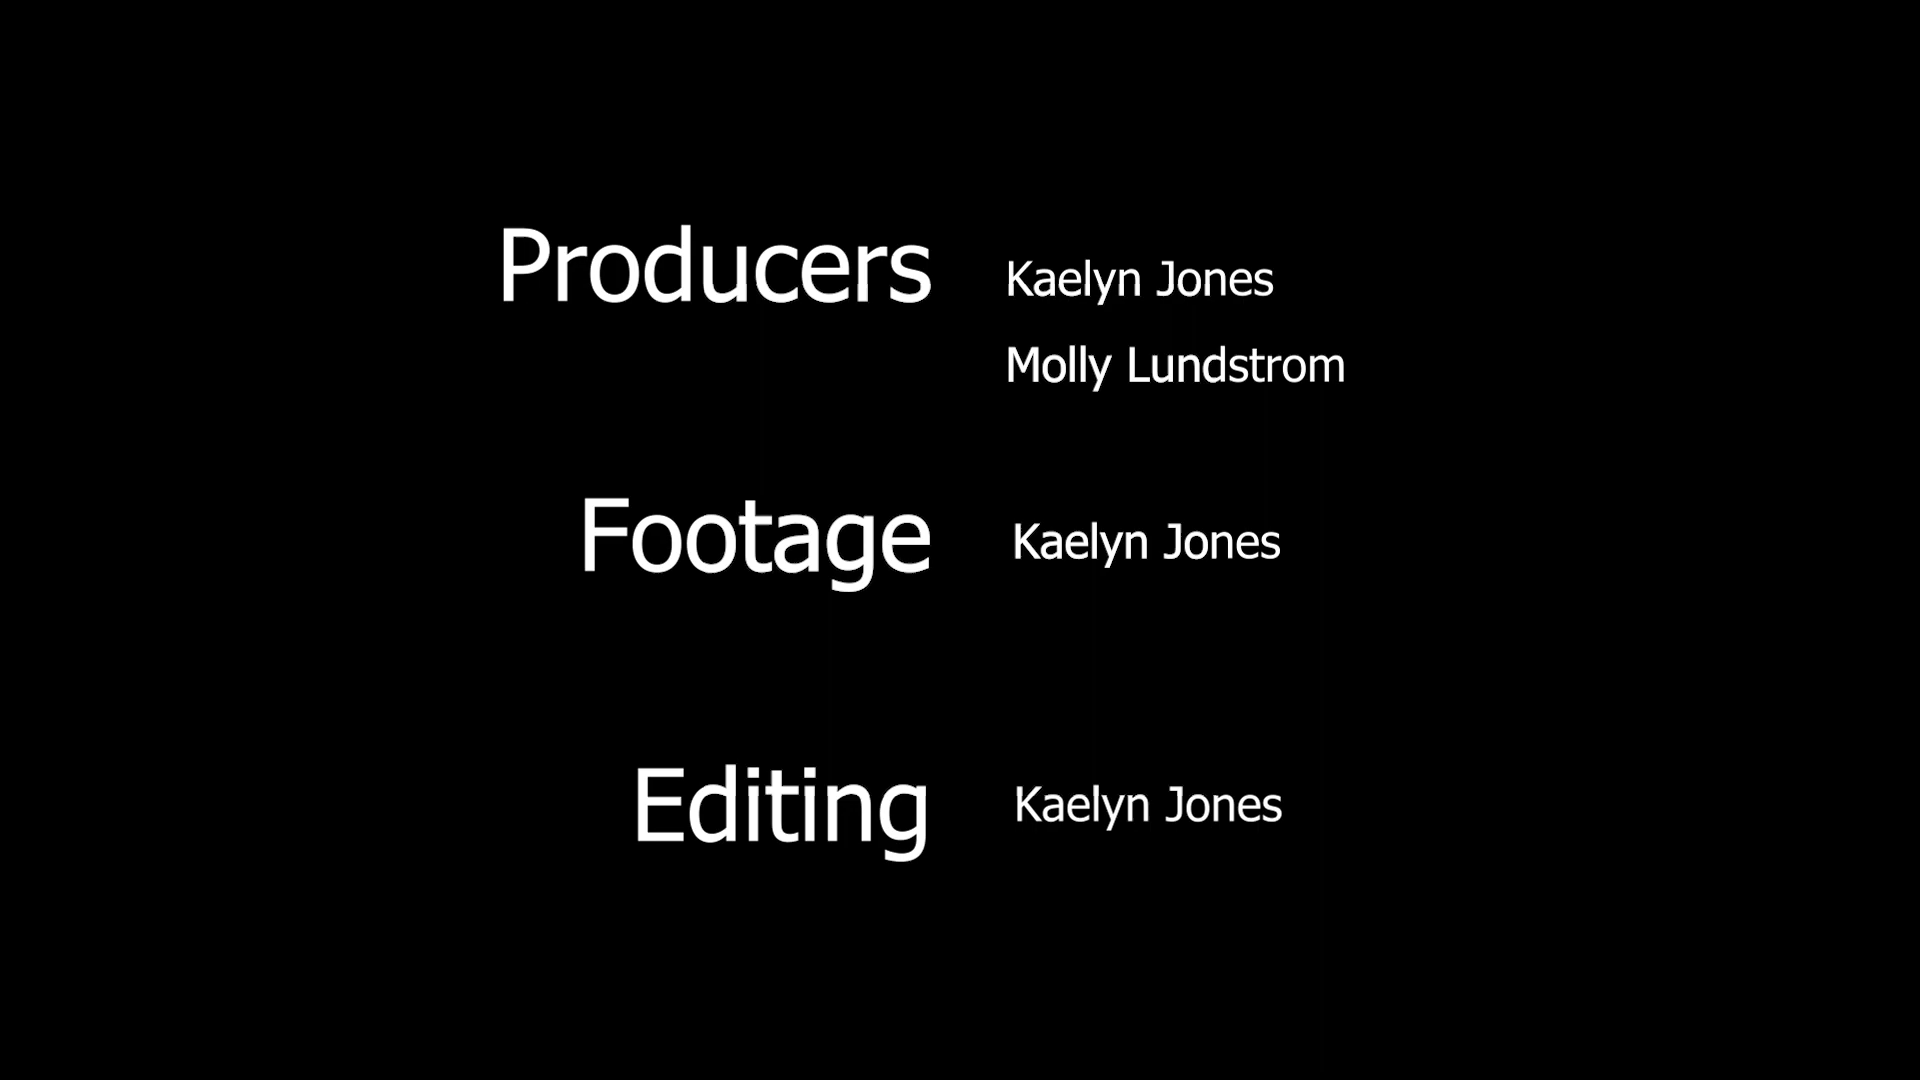 Producers Kaelyn Jones
Molly Lundstrom
Footage Kaelyn Jones
Editing Kaelyn Jones